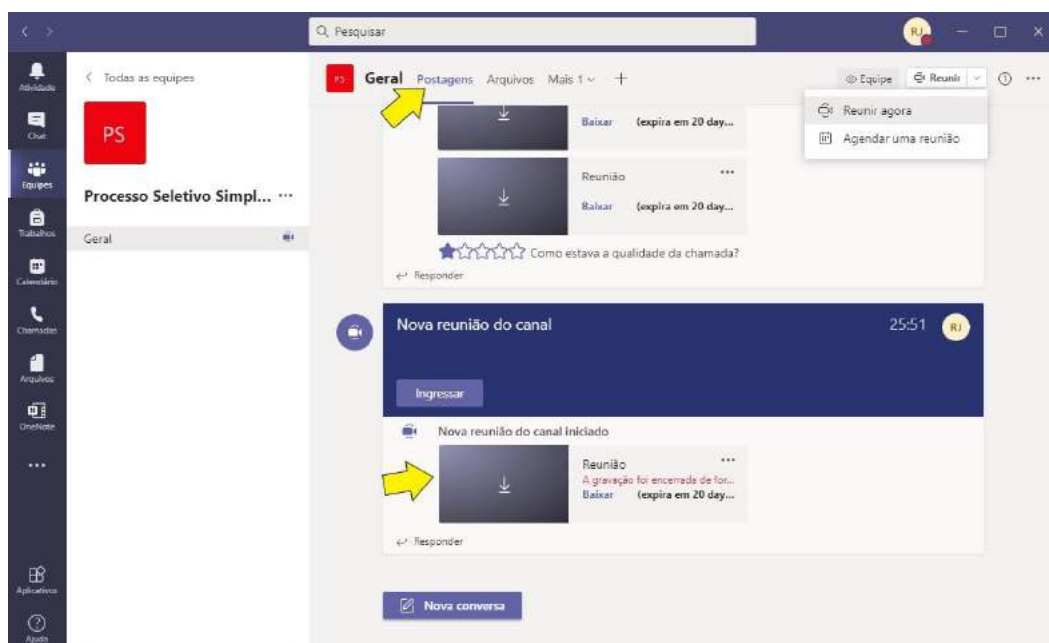 Pesquisar
RJ
Atividade
Chat
Equipes
Trabalhos
Calendário
Chamadas
Arquivos
OneNote
Aplicativos
Ajuda
Todas as equipes
PS
Processo Seletivo Simpl... ...
Geral
PS Geral Postagens Arquivos Mais 1
Equipe Reunir
Reunir agora
Agendar uma reunião
Baixar (expira em 20 day...
Reunião ...
Baixar (expira em 20 day...
Como estava a qualidade da chamada?
Responder
Nova reunião do canal 25:51 RJ
Ingressar
Nova reunião do canal iniciado
Reunião ...
A gravação foi encerrada de for...
Baixar (expira em 20 day...
Responder
Nova conversa